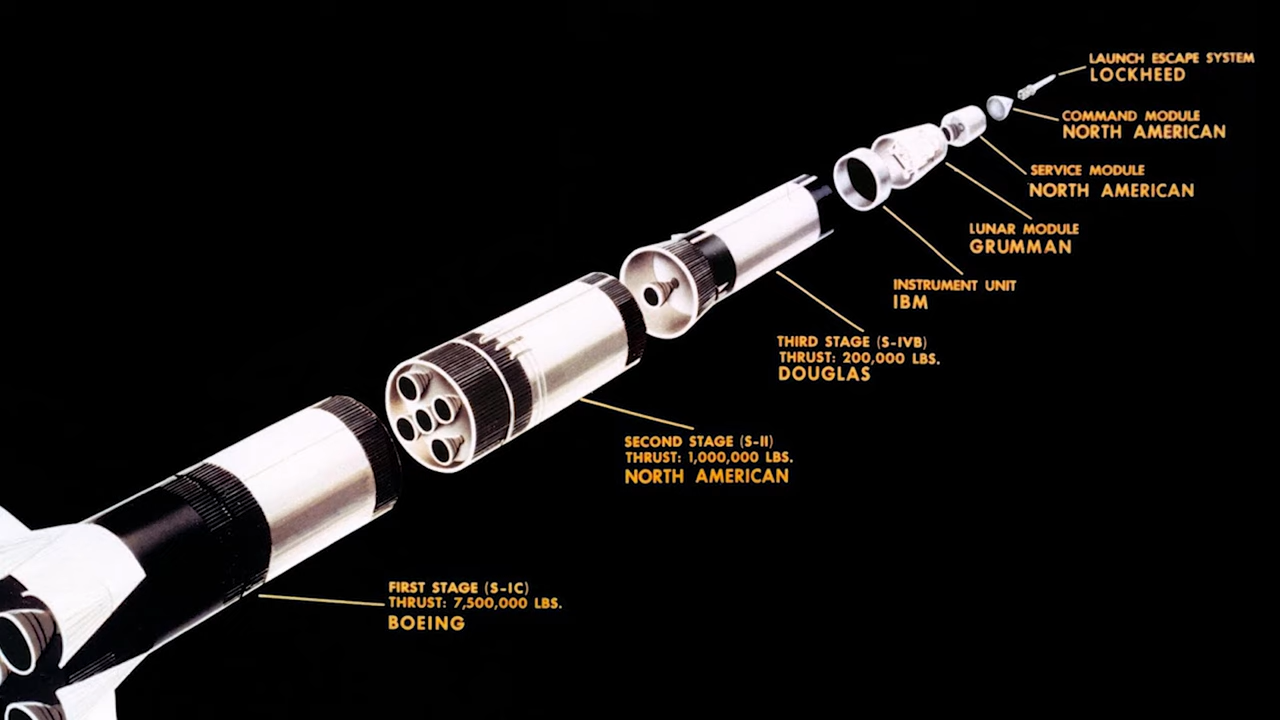 LAUNCH ESCAPE SYSTEM
LOCKHEED
COMMAND MODULE
NORTH AMERICAN
SERVICE MODULE
NORTH AMERICAN
LUNAR MODULE
GRUMMAN
INSTRUMENT UNIT
IBM
THIRD STAGE (S-IVB)
THRUST: 200,000 LBS.
DOUGLAS
SECOND STAGE (S-II)
THRUST: 1,000,000 LBS.
NORTH AMERICAN
FIRST STAGE (S-IC)
THRUST: 7,500,000 LBS.
BOEING